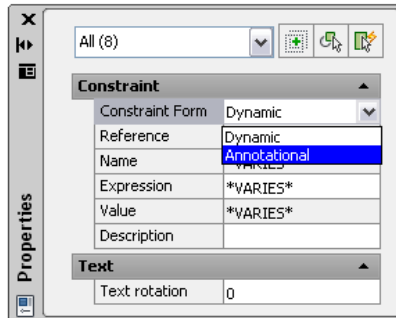 All (8)
Constraint
Constraint Form Dynamic
Reference Dynamic
Annotational
Name *VARIES*
Expression *VARIES*
Value *VARIES*
Description
Text
Text rotation 0
Properties